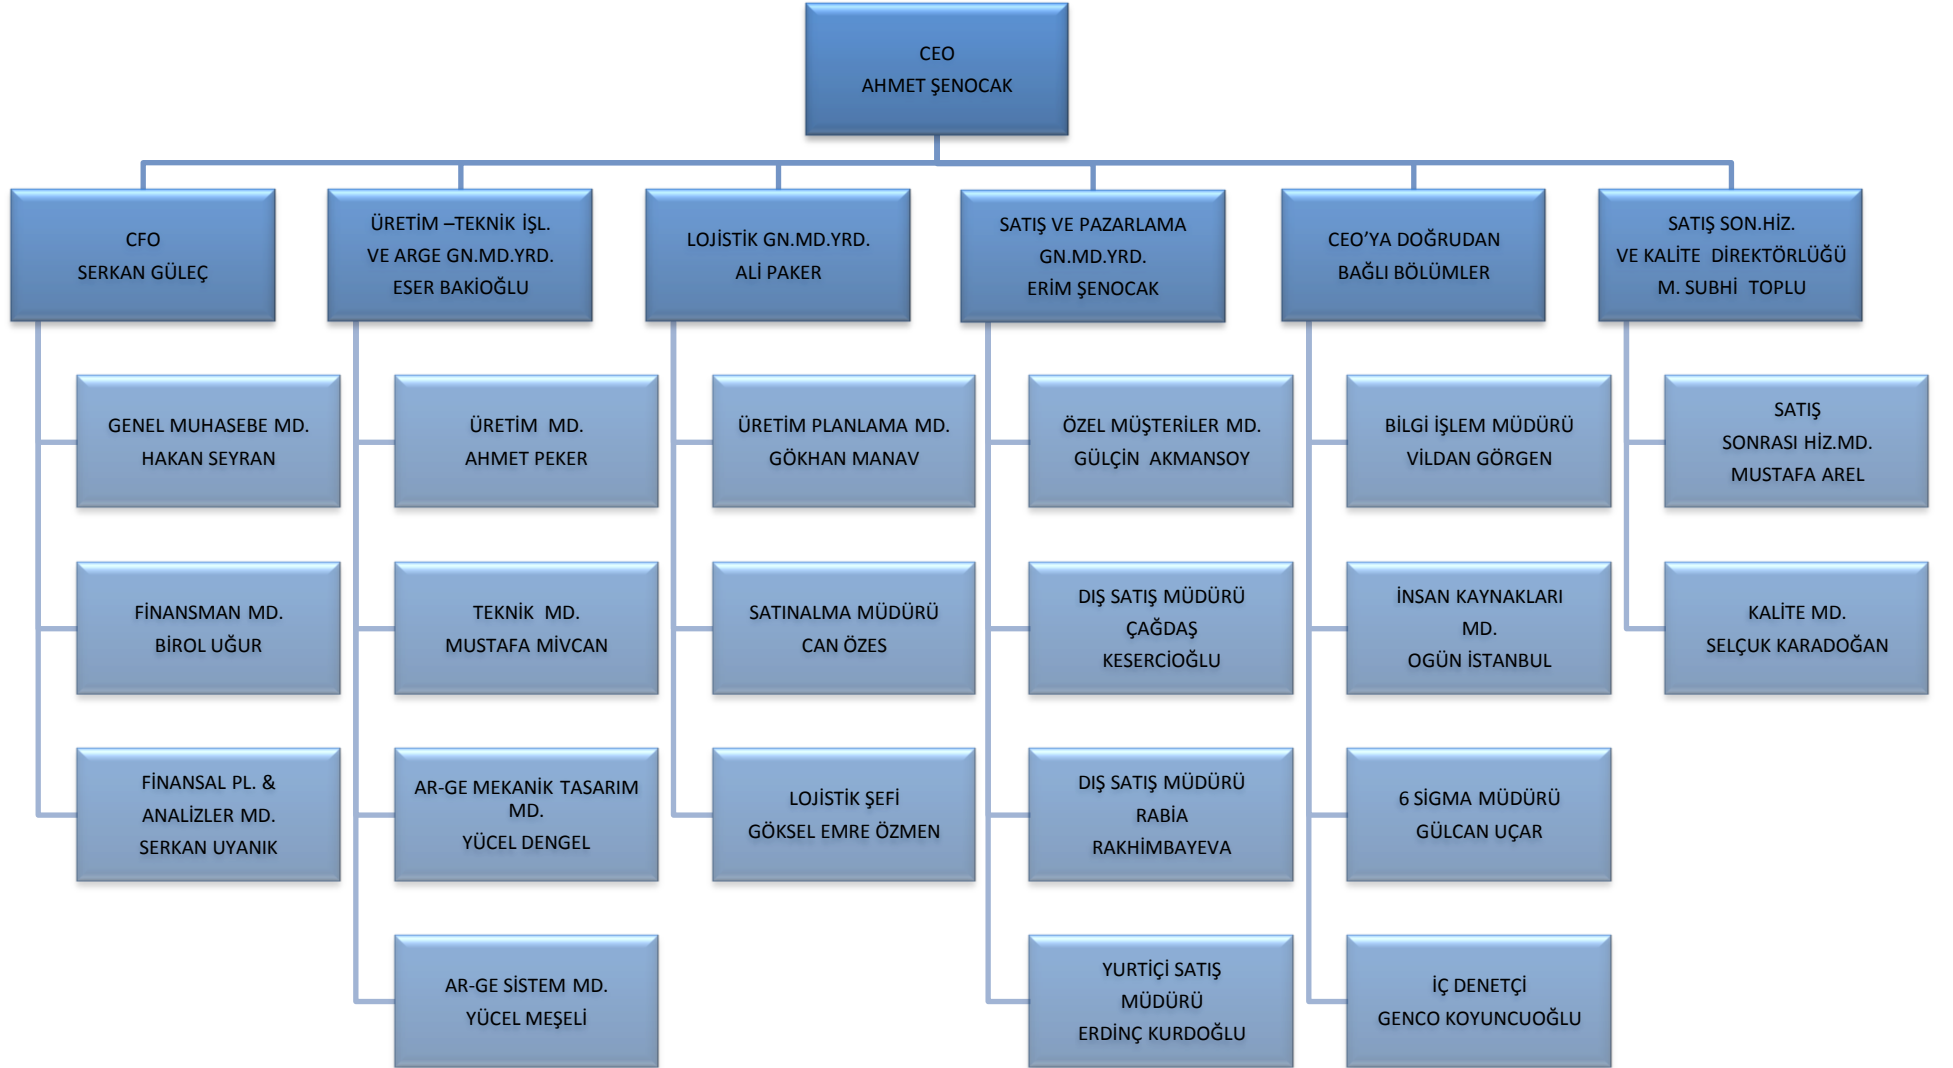 CEO
AHMET ŞENOCAK
CFO
SERKAN GÜLEÇ
ÜRETİM –TEKNİK İŞL.
VE ARGE GN.MD.YRD.
ESER BAKİOĞLU
LOJİSTİK GN.MD.YRD.
ALİ PAKER
SATIŞ VE PAZARLAMA
GN.MD.YRD.
ERİM ŞENOCAK
CEO'YA DOĞRUDAN
BAĞLI BÖLÜMLER
SATIŞ SON.HİZ.
VE KALİTE DİREKTÖRLÜĞÜ
M. SUBHİ TOPLU
GENEL MUHASEBE MD.
HAKAN SEYRAN
FİNANSMAN MD.
BİROL UĞUR
FİNANSAL PL. &
ANALİZLER MD.
SERKAN UYANIK
ÜRETİM MD.
AHMET PEKER
TEKNİK MD.
MUSTAFA MİVCAN
AR-GE MEKANİK TASARIM
MD.
YÜCEL DENGEL
AR-GE SİSTEM MD.
YÜCEL MEŞELİ
ÜRETİM PLANLAMA MD.
GÖKHAN MANAV
SATINALMA MÜDÜRÜ
CAN ÖZES
LOJİSTİK ŞEFİ
GÖKSEL EMRE ÖZMEN
ÖZEL MÜŞTERİLER MD.
GÜLÇİN AKMANSOY
DIŞ SATIŞ MÜDÜRÜ
ÇAĞDAŞ
KESERCİOĞLU
DIŞ SATIŞ MÜDÜRÜ
RABİA
RAKHİMBAYEVA
YURTİÇİ SATIŞ
MÜDÜRÜ
ERDİNÇ KURDOĞLU
BİLGİ İŞLEM MÜDÜRÜ
VİLDAN GÖRGEN
İNSAN KAYNAKLARI
MD.
OGÜN İSTANBUL
6 SİGMA MÜDÜRÜ
GÜLCAN UÇAR
İÇ DENETÇİ
GENCO KOYUNCUOĞLU
SATIŞ
SONRASI HİZ.MD.
MUSTAFA AREL
KALİTE MD.
SELÇUK KARADOĞAN